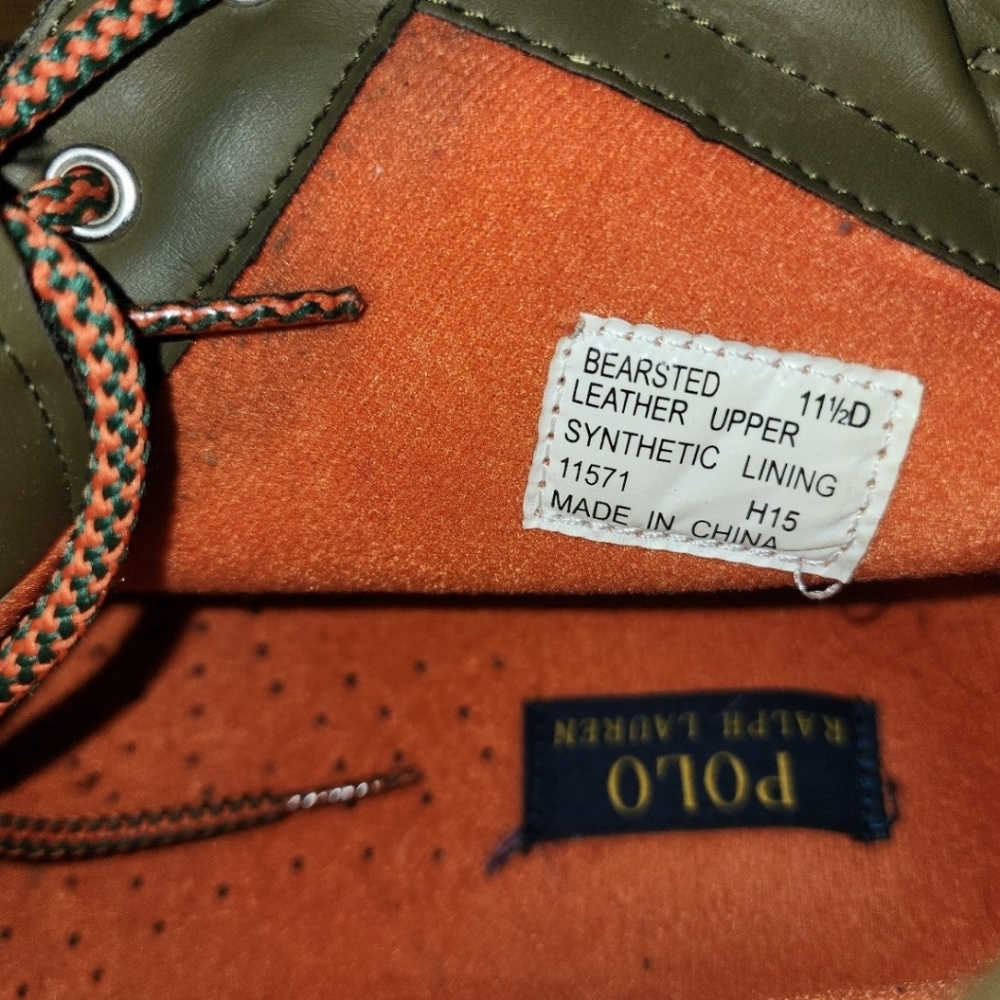 BEARSTED 11½D
LEATHER UPPER
SYNTHETIC LINING
11571 H15
MADE IN CHINA
POLO
RALPH LAUREN